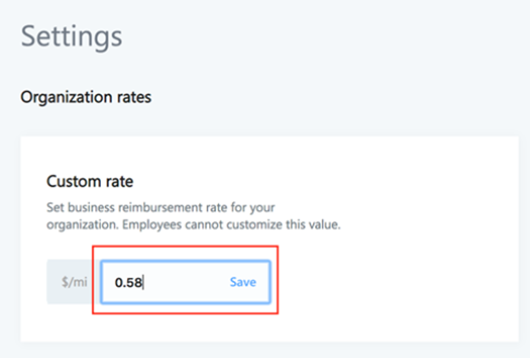 Settings
Organization rates
Custom rate
Set business reimbursement rate for your
organization. Employees cannot customize this value.
$/mi 0.58 Save